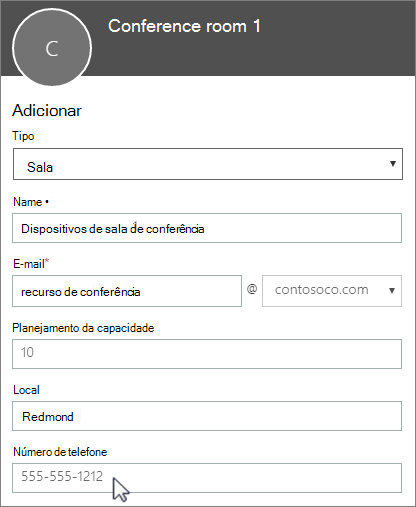 C
Conference room 1
Adicionar
Tipo
Sala
Name •
Dispositivos de sala de conferência
E-mail*
recurso de conferência @ contosoco.com
Planejamento da capacidade
10
Local
Redmond
Número de telefone
555-555-1212